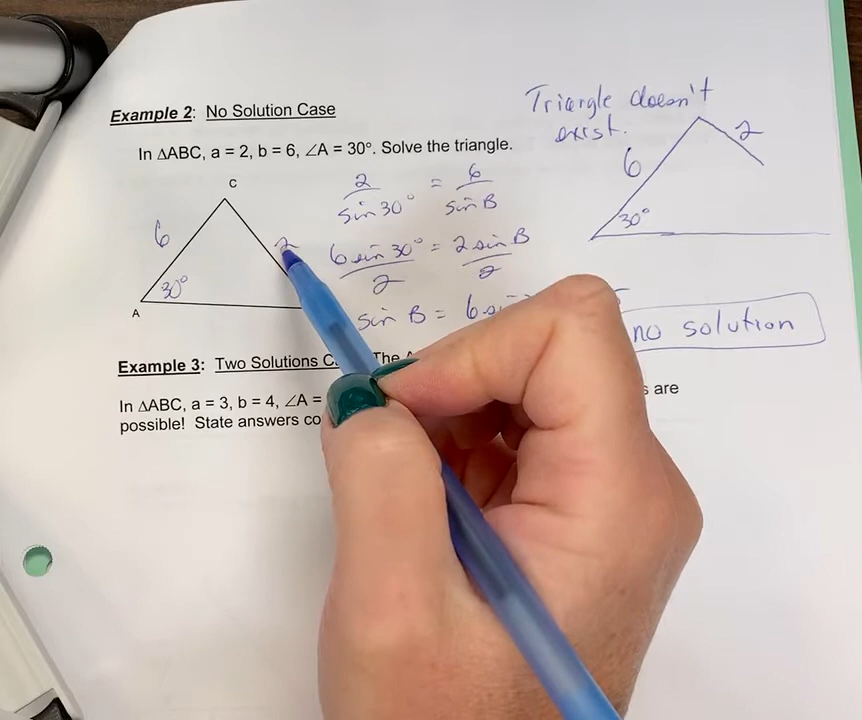 Example 2: No Solution Case
Triangle doesn't
exist.
In ΔABC, a = 2, b = 6, ∠A = 30°. Solve the triangle.
C
6
2
30°
A
2/sin 30° = 6/sin B
6 sin 30°/2 = 2 sin B/2
sin B = 6
6
2
30°
no solution
Example 3: Two Solutions The
In ΔABC, a = 3, b = 4, ∠A = are
possible! State answers